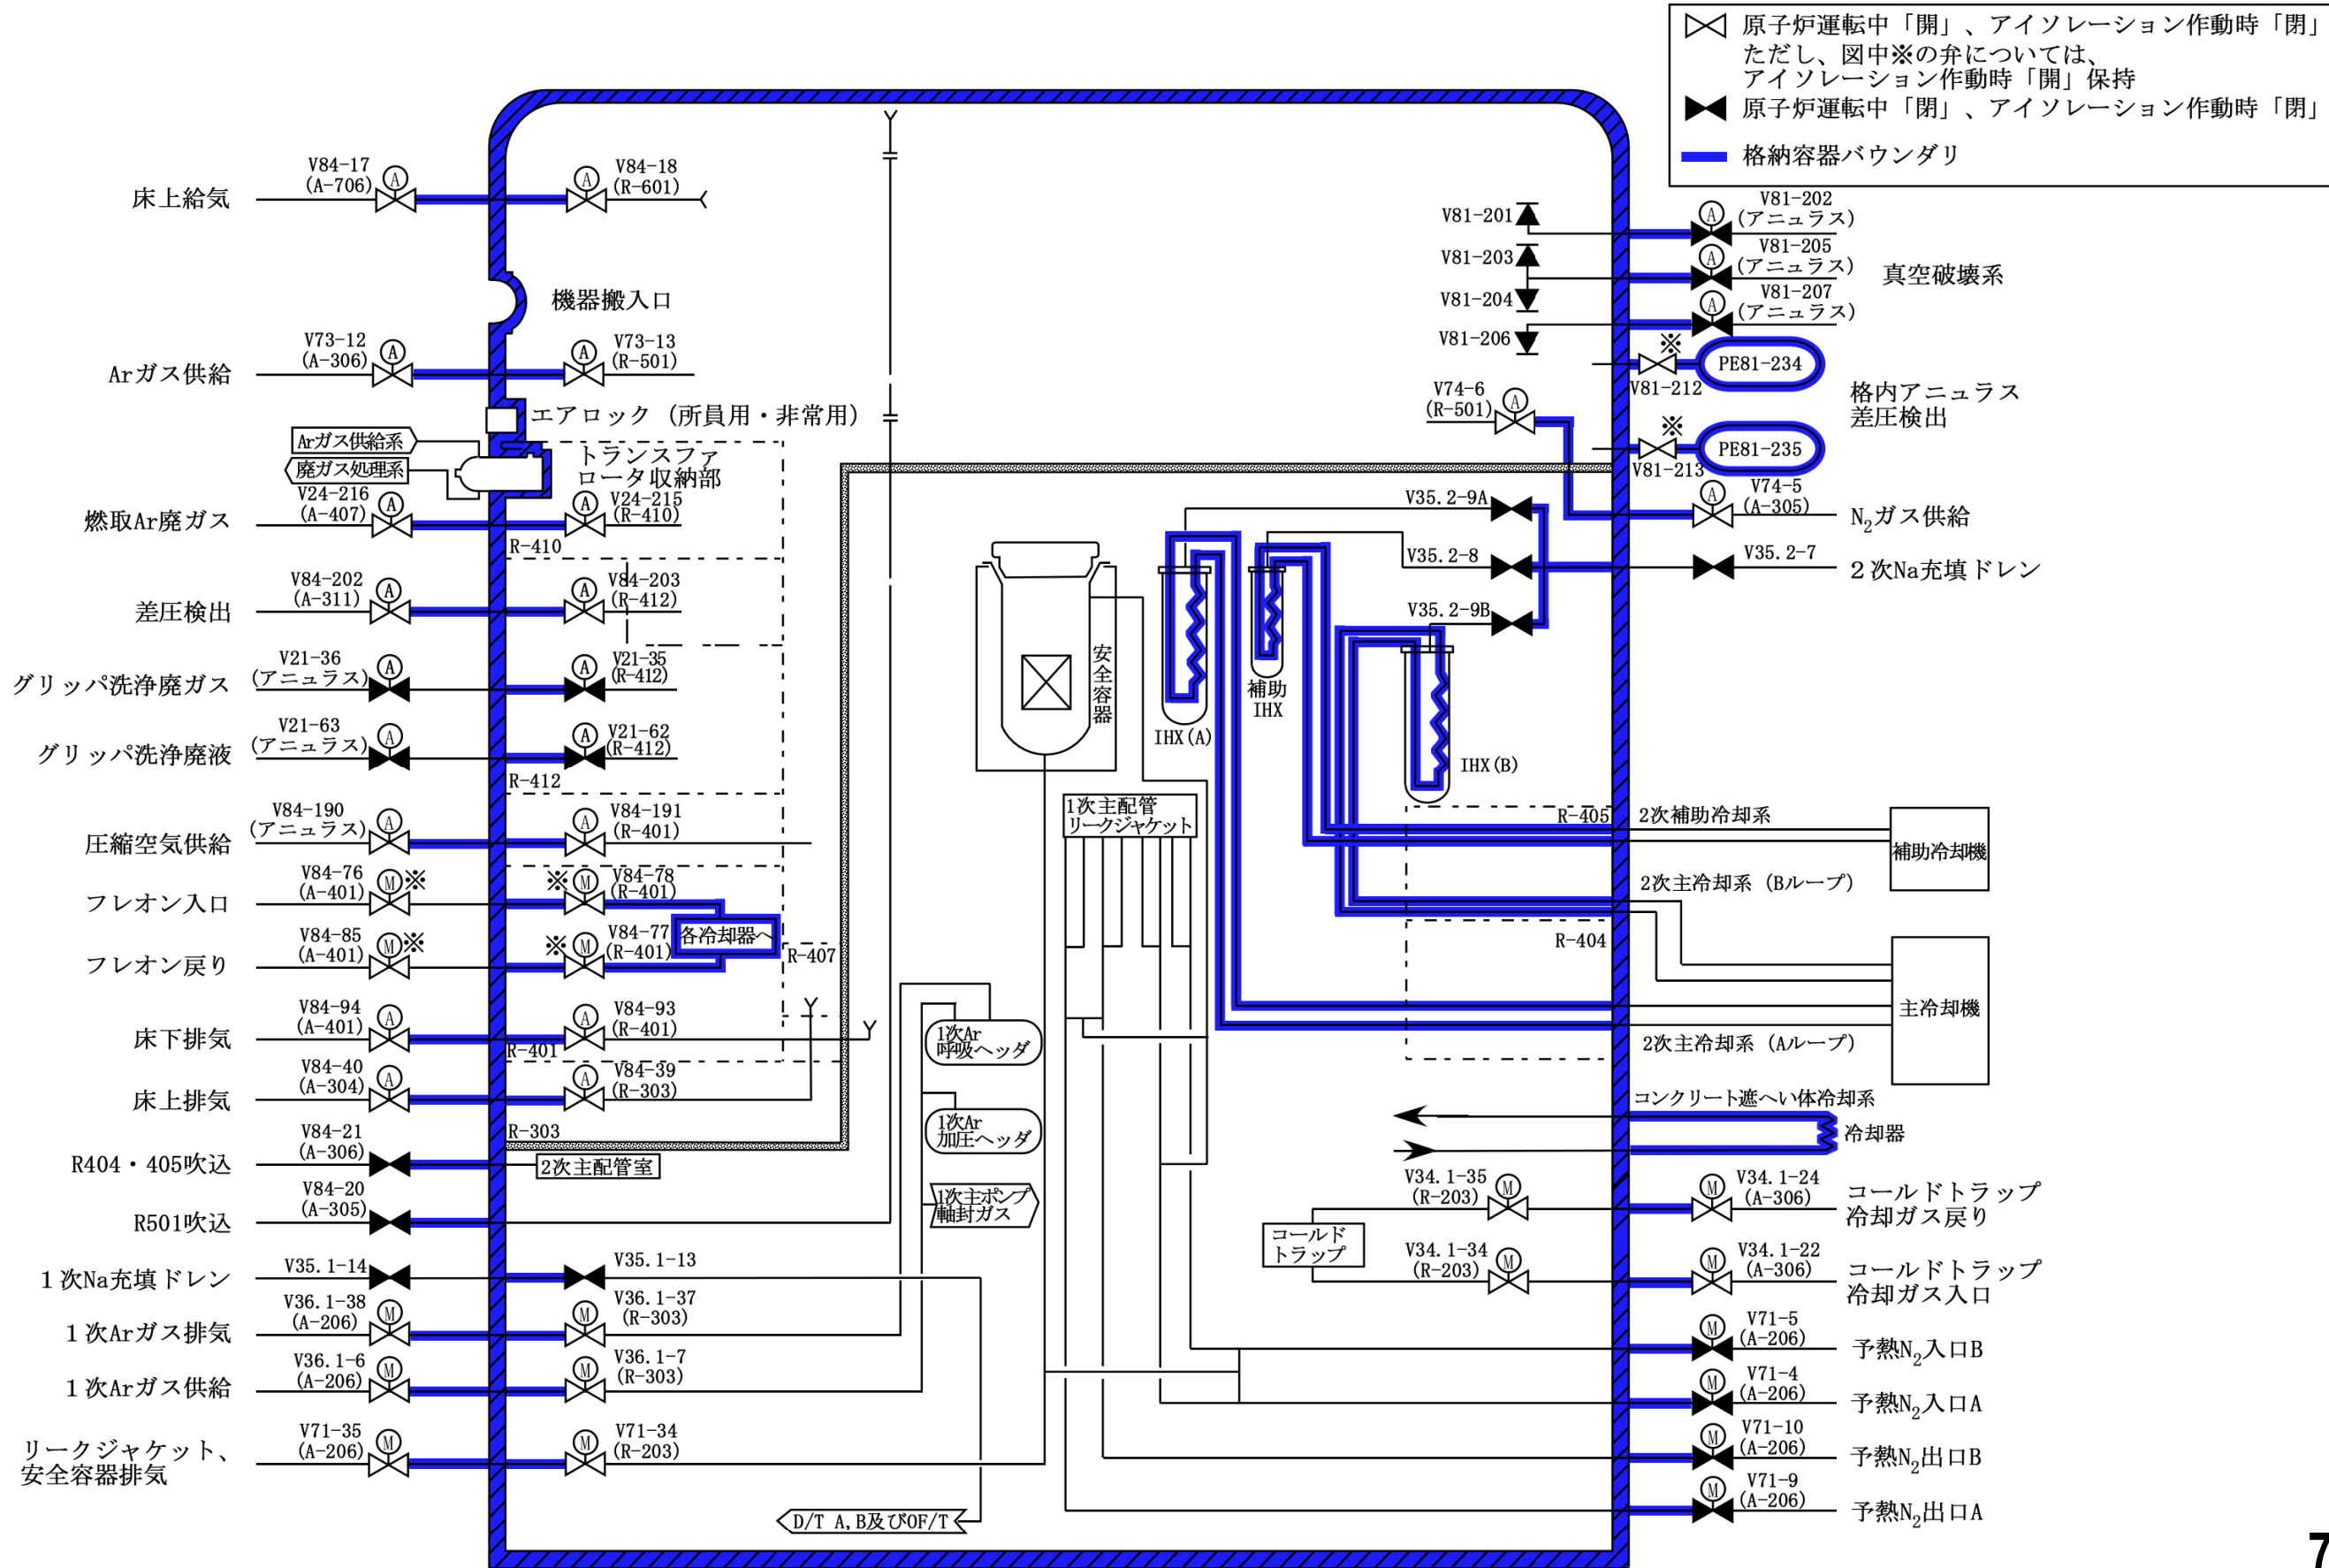 原子炉運転中「開」、アイソレーション作動時「閉」
ただし、図中※の弁については、
アイソレーション作動時「開」保持
原子炉運転中「閉」、アイソレーション作動時「閉」
格納容器バウンダリ
床上給気
V84-17
(A-706)
A
A
V84-18
(R-601)
機器搬入口
Arガス供給
V73-12
(A-306)
A
A
V73-13
(R-501)
エアロック（所員用・非常用）
Arガス供給系
廃ガス処理系
トランスファ
ロータ収納部
燃取Ar廃ガス
V24-216
(A-407)
A
A
V24-215
(R-410)
R-410
差圧検出
V84-202
(A-311)
A
A
V84-203
(R-412)
グリッパ洗浄廃ガス
V21-36
(アニュラス)
A
A
V21-35
(R-412)
グリッパ洗浄廃液
V21-63
(アニュラス)
A
A
V21-62
(R-412)
R-412
圧縮空気供給
V84-190
(アニュラス)
A
A
V84-191
(R-401)
フレオン入口
V84-76
(A-401)
M
※
※
M
V84-78
(R-401)
各冷却器へ
フレオン戻り
V84-85
(A-401)
M
※
※
M
V84-77
(R-401)
R-407
床下排気
V84-94
(A-401)
A
A
V84-93
(R-401)
R-401
床上排気
V84-40
(A-304)
A
A
V84-39
(R-303)
R-303
R404・405吹込
V84-21
(A-306)
2次主配管室
R501吹込
V84-20
(A-305)
１次Na充填ドレン
V35.1-14
V35.1-13
１次Arガス排気
V36.1-38
(A-206)
M
M
V36.1-37
(R-303)
１次Arガス供給
V36.1-6
(A-206)
M
M
V36.1-7
(R-303)
リークジャケット、
安全容器排気
V71-35
(A-206)
M
M
V71-34
(R-203)
D/T A,B及びOF/T
1次Ar
呼吸ヘッダ
1次Ar
加圧ヘッダ
1次主ポンプ
軸封ガス
安全容器
1次主配管
リークジャケット
IHX(A)
補助
IHX
IHX(B)
V81-201
V81-203
V81-204
V81-206
A
V81-202
(アニュラス)
A
V81-205
(アニュラス)
A
V81-207
(アニュラス)
真空破壊系
※
V81-212
PE81-234
※
V81-213
PE81-235
格内アニュラス
差圧検出
V74-6
(R-501)
A
A
V74-5
(A-305)
N2ガス供給
V35.2-9A
V35.2-8
V35.2-9B
V35.2-7
２次Na充填ドレン
R-405
2次補助冷却系
補助冷却機
2次主冷却系（Bループ）
R-404
主冷却機
2次主冷却系（Aループ）
コンクリート遮へい体冷却系
冷却器
コールド
トラップ
V34.1-35
(R-203)
M
M
V34.1-24
(A-306)
コールドトラップ
冷却ガス戻り
V34.1-34
(R-203)
M
M
V34.1-22
(A-306)
コールドトラップ
冷却ガス入口
M
V71-5
(A-206)
予熱N2入口B
M
V71-4
(A-206)
予熱N2入口A
M
V71-10
(A-206)
予熱N2出口B
M
V71-9
(A-206)
予熱N2出口A
7